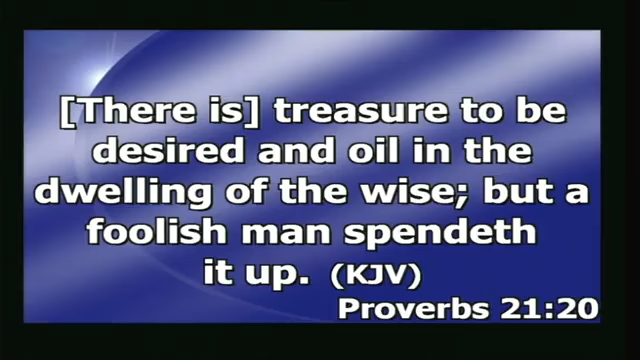 [There is] treasure to be
desired and oil in the
dwelling of the wise; but a
foolish man spendeth
it up. (KJV)
Proverbs 21:20